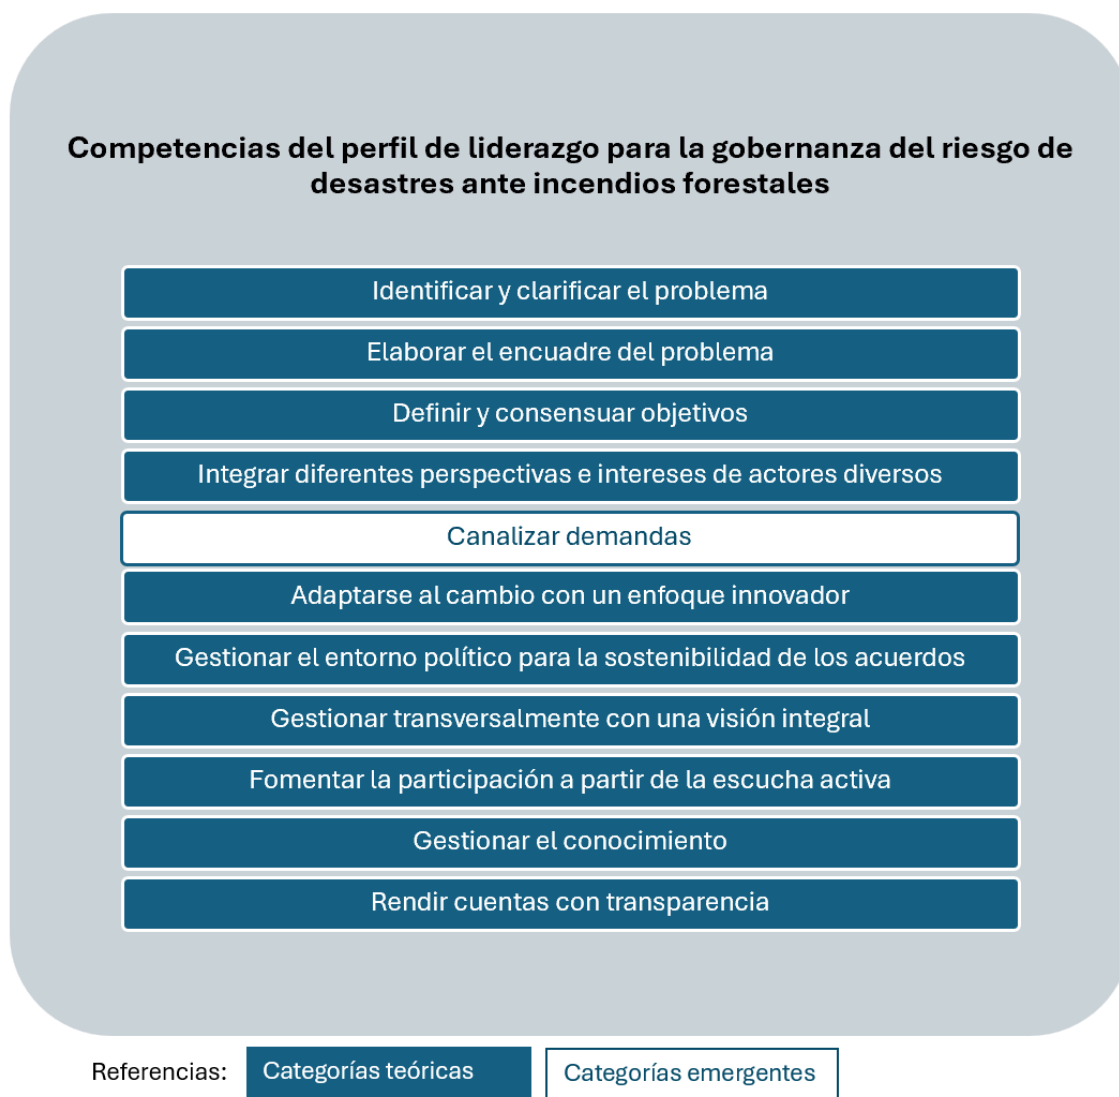 Competencias del perfil de liderazgo para la gobernanza del riesgo de
desastres ante incendios forestales
Identificar y clarificar el problema
Elaborar el encuadre del problema
Definir y consensuar objetivos
Integrar diferentes perspectivas e intereses de actores diversos
Canalizar demandas
Adaptarse al cambio con un enfoque innovador
Gestionar el entorno político para la sostenibilidad de los acuerdos
Gestionar transversalmente con una visión integral
Fomentar la participación a partir de la escucha activa
Gestionar el conocimiento
Rendir cuentas con transparencia
Referencias: Categorías teóricas Categorías emergentes